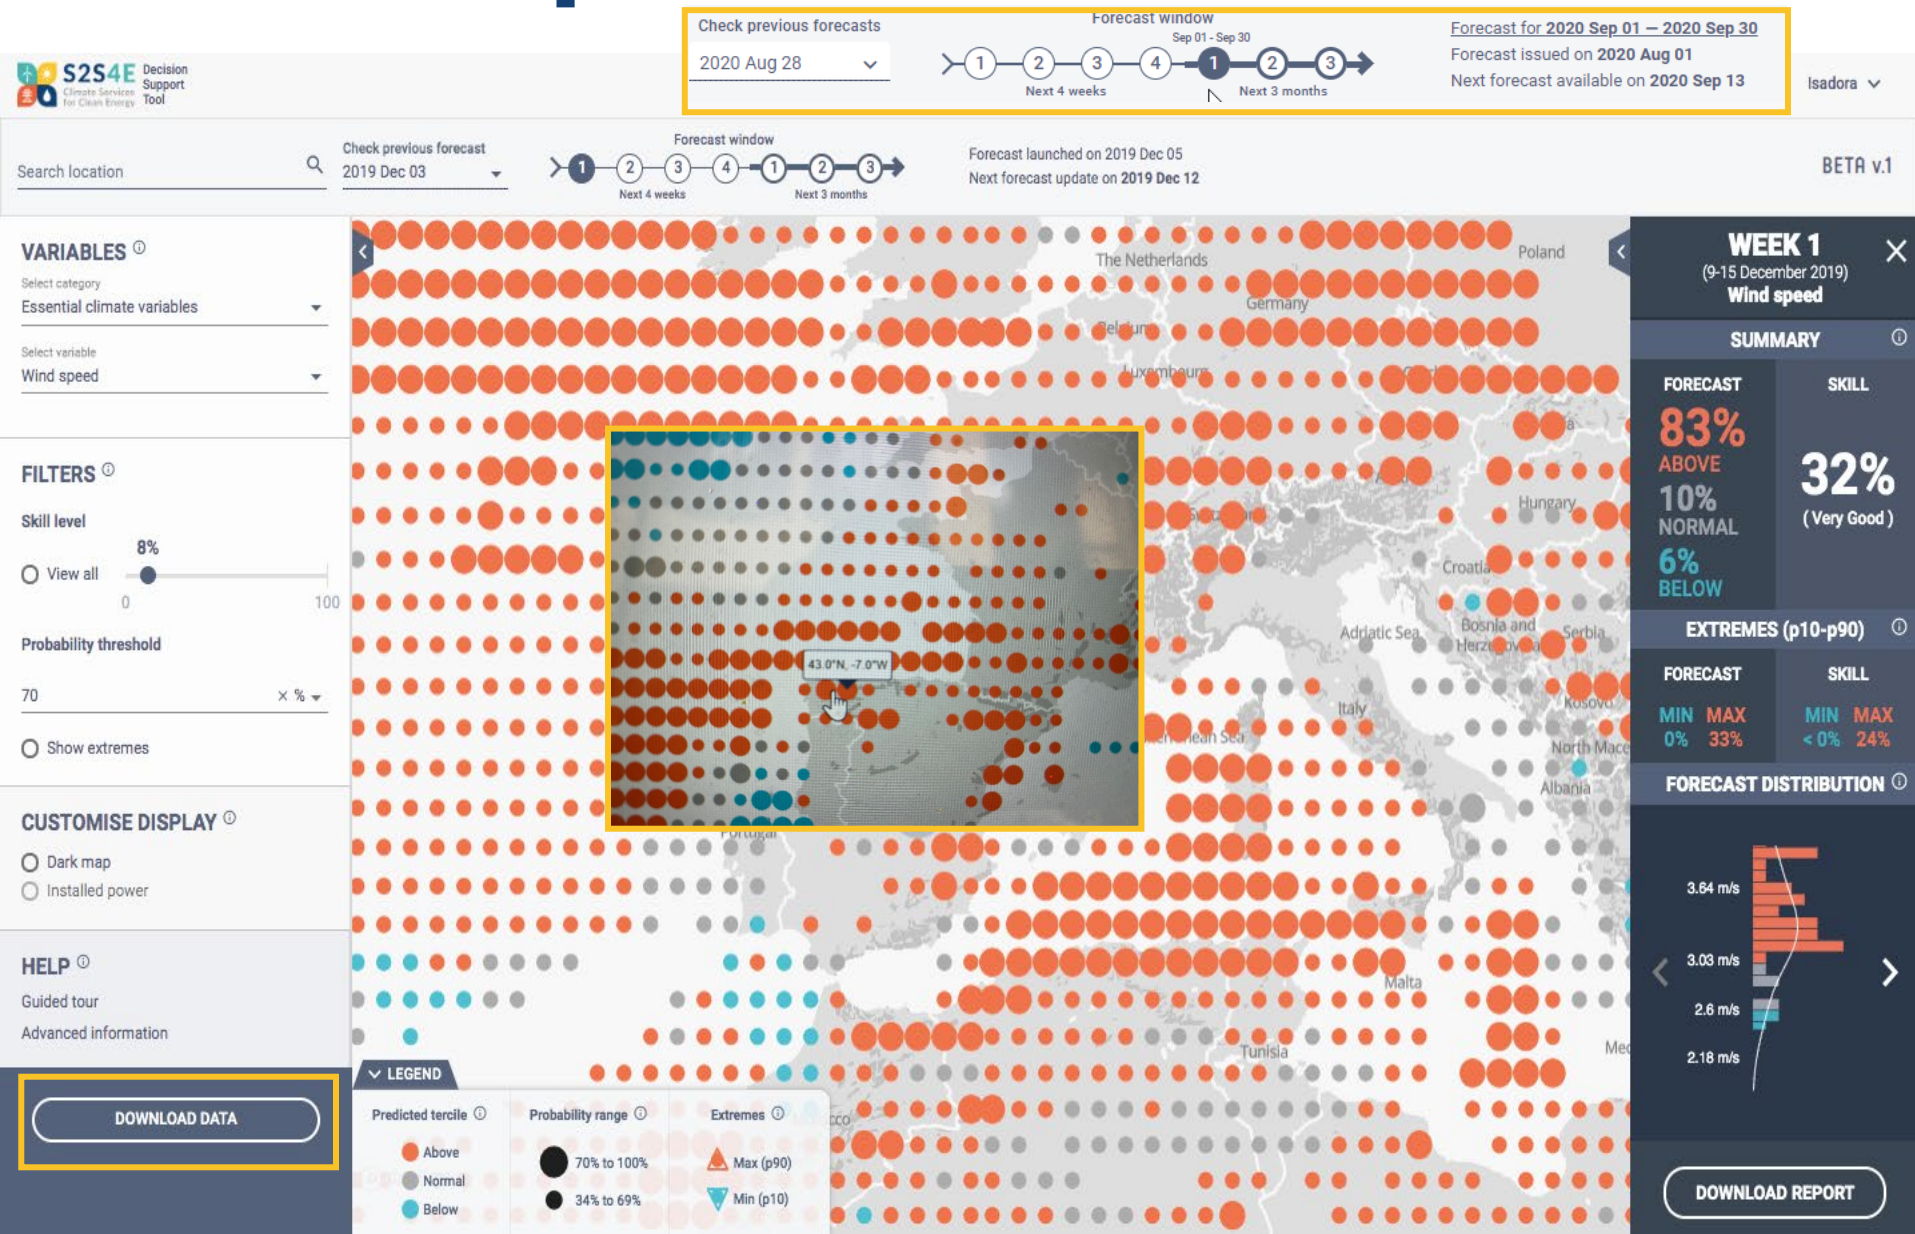 Check previous forecasts
2020 Aug 28
Forecast window
Sep 01 - Sep 30
1 2 3 4 1 2 3
Next 4 weeks
Next 3 months
Forecast for 2020 Sep 01 — 2020 Sep 30
Forecast issued on 2020 Aug 01
Next forecast available on 2020 Sep 13
S2S4E
Climate Services
for Clean Energy
Decision
Support
Tool
Isadora
Search location
Check previous forecast
2019 Dec 03
Forecast window
1 2 3 4 1 2 3
Next 4 weeks
Next 3 months
Forecast launched on 2019 Dec 05
Next forecast update on 2019 Dec 12
BETA v.1
VARIABLES
Select category
Essential climate variables
Select variable
Wind speed
FILTERS
Skill level
8%
View all
0
100
Probability threshold
70
× %
Show extremes
CUSTOMISE DISPLAY
Dark map
Installed power
HELP
Guided tour
Advanced information
DOWNLOAD DATA
The Netherlands
Poland
Germany
Belgium
Luxembourg
Hungary
Croatia
Adriatic Sea
Bosnia and
Serbia
Italy
Kosovo
North Mace
Albania
43.0°N, -7.0°W
Portugal
Malta
Tunisia
LEGEND
Predicted tercile
Above
Normal
Below
Probability range
70% to 100%
34% to 69%
Extremes
Max (p90)
Min (p10)
WEEK 1
(9-15 December 2019)
Wind speed
SUMMARY
FORECAST
83%
ABOVE
10%
NORMAL
6%
BELOW
SKILL
32%
( Very Good )
EXTREMES (p10-p90)
FORECAST
MIN MAX
0% 33%
SKILL
MIN MAX
< 0% 24%
FORECAST DISTRIBUTION
3.64 m/s
3.03 m/s
2.6 m/s
2.18 m/s
DOWNLOAD REPORT